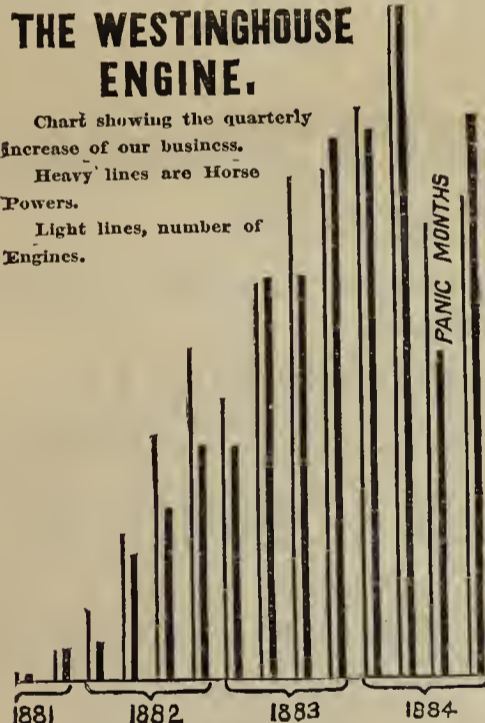 THE WESTINGHOUSE
ENGINE.
Chart showing the quarterly
increase of our business.
Heavy lines are Horse
Powers.
Light lines, number of
Engines.
PANIC MONTHS
1881 1882 1883 1884